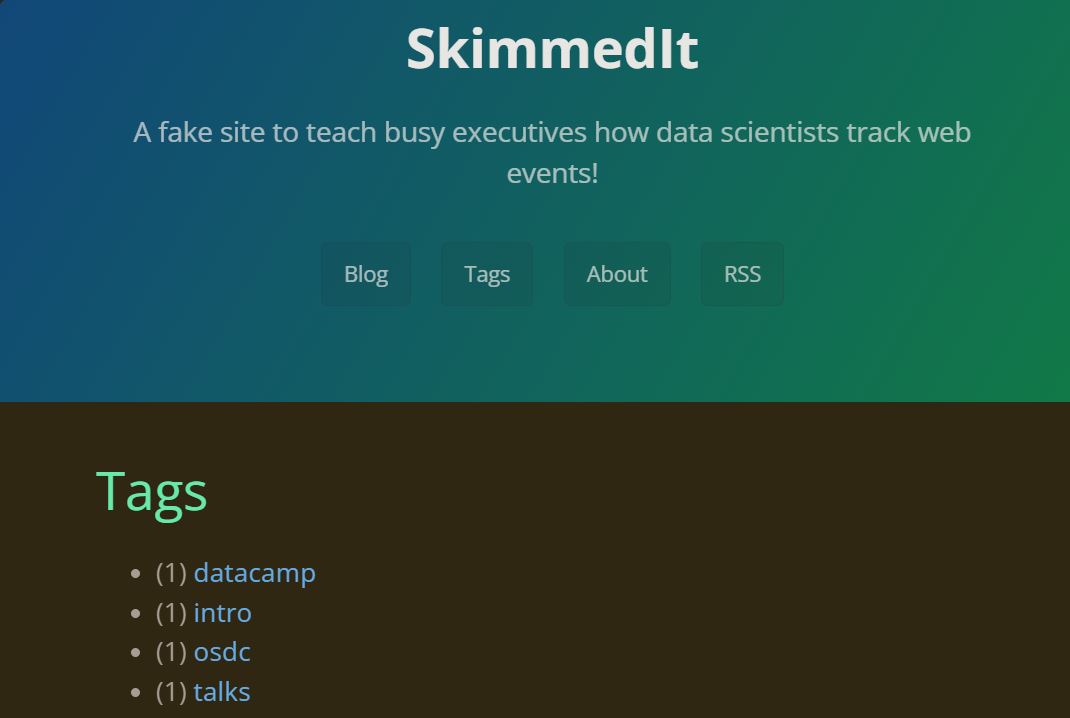 SkimmedIt
A fake site to teach busy executives how data scientists track web
events!
Blog Tags About RSS
Tags
(1) datacamp
(1) intro
(1) osdc
(1) talks